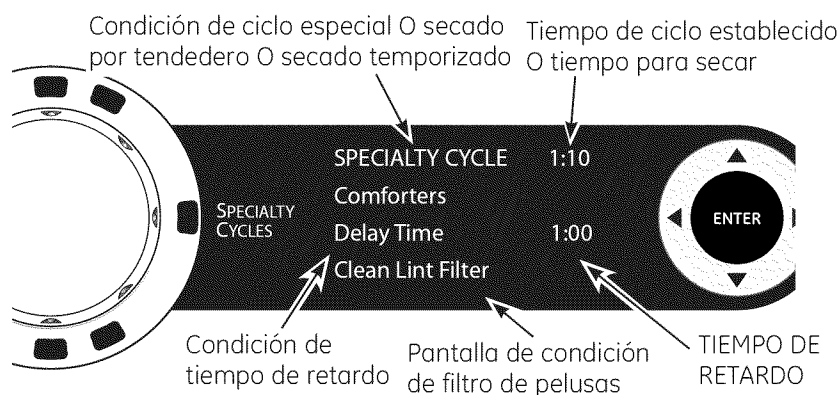 Condición de ciclo especial O secado
por tendedero O secado temporizado
Tiempo de ciclo establecido
O tiempo para secar
SPECIALTY CYCLE 1:10
Comforters
SPECIALTY
CYCLES
Delay Time 1:00
Clean Lint Filter
ENTER
Condición de
tiempo de retardo
Pantalla de condición
de filtro de pelusas
TIEMPO DE
RETARDO